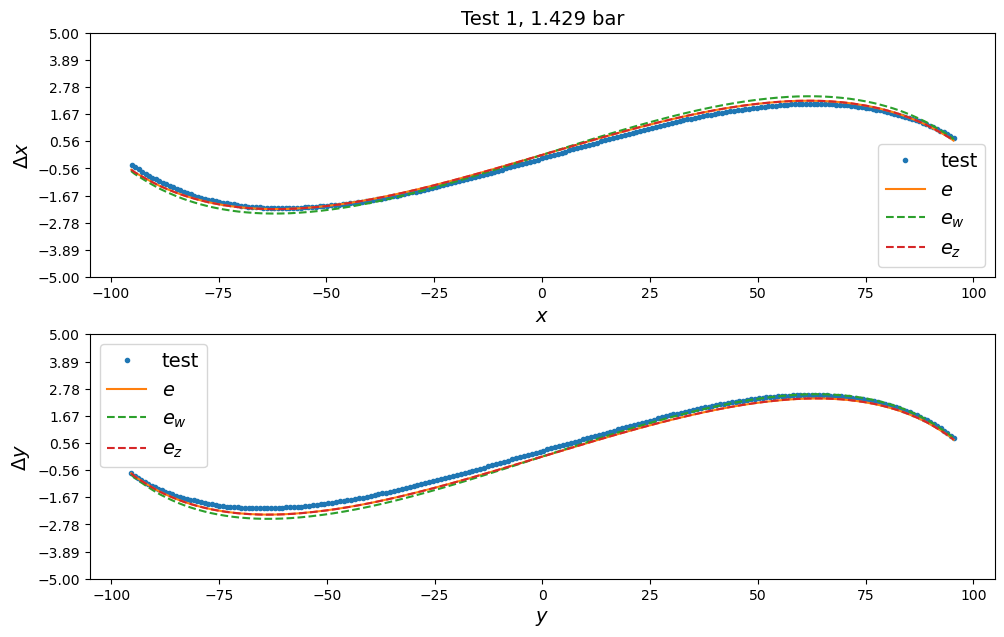 Test 1, 1.429 bar
5.00
3.89
2.78
1.67
0.56
−0.56
−1.67
−2.78
−3.89
−5.00
Δx
test
e
e_w
e_z
−100 −75 −50 −25 0 25 50 75 100
x
5.00
3.89
2.78
1.67
0.56
−0.56
−1.67
−2.78
−3.89
−5.00
Δy
test
e
e_w
e_z
−100 −75 −50 −25 0 25 50 75 100
y